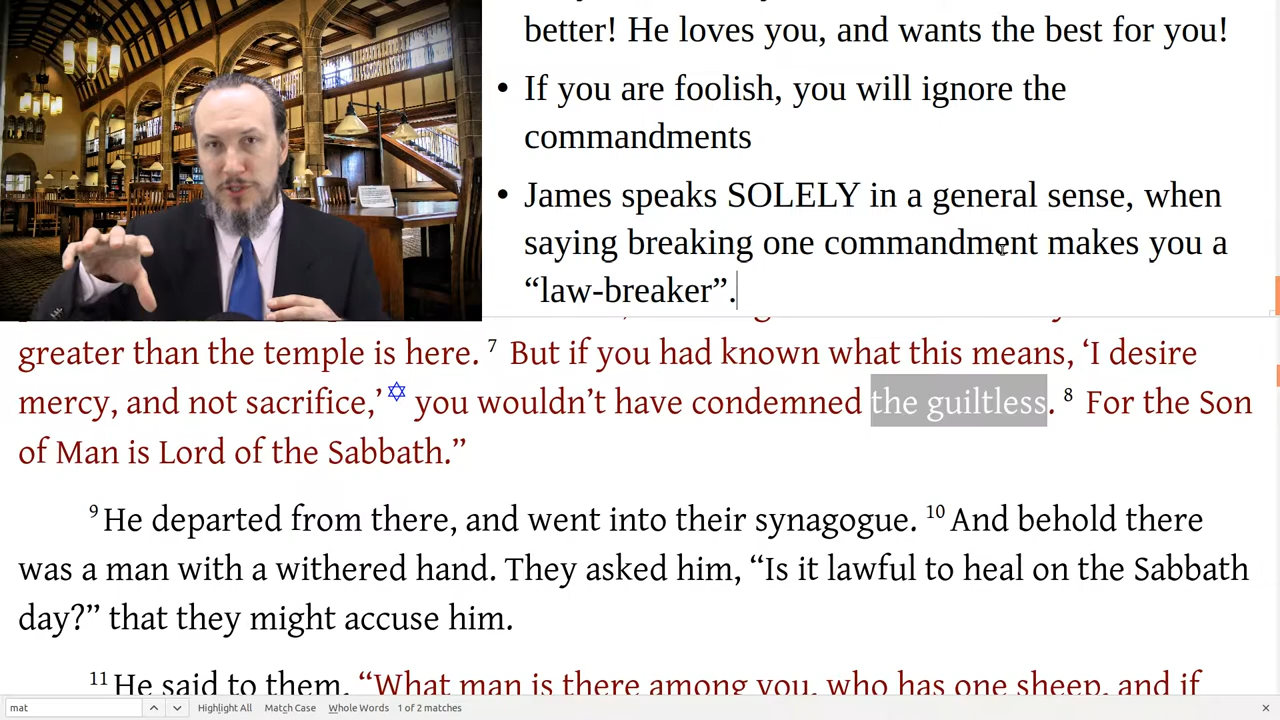 better! He loves you, and wants the best for you!
• If you are foolish, you will ignore the
commandments
• James speaks SOLELY in a general sense, when
saying breaking one commandment makes you a
“law-breaker”.
greater than the temple is here. 7 But if you had known what this means, ‘I desire
mercy, and not sacrifice,’✡ you wouldn’t have condemned the guiltless. 8 For the Son
of Man is Lord of the Sabbath.”
9 He departed from there, and went into their synagogue. 10 And behold there
was a man with a withered hand. They asked him, “Is it lawful to heal on the Sabbath
day?” that they might accuse him.
11 He said to them, “What man is there among you, who has one sheep, and if
mat Highlight All Match Case Whole Words 1 of 2 matches